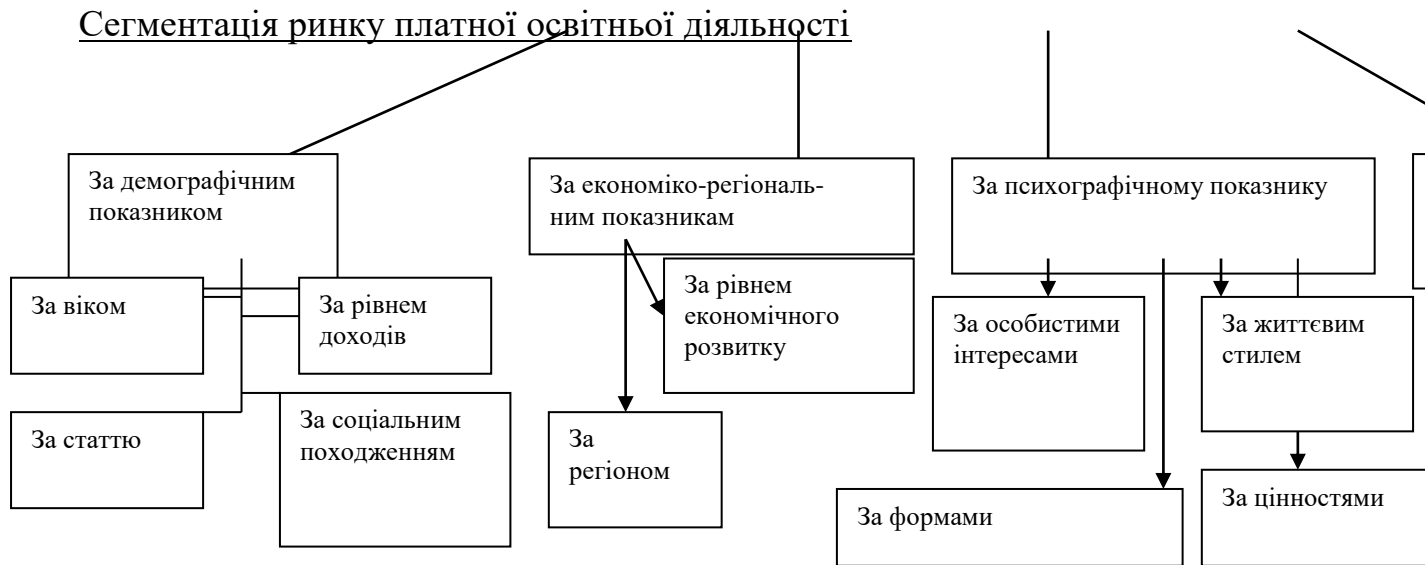 Сегментація ринку платної освітньої діяльності
За демографічним
показником
За економіко-регіональ-
ним показникам
За психографічному показнику
За віком
За рівнем
доходів
За рівнем
економічного
розвитку
За особистими
інтересами
За життєвим
стилем
За статтю
За соціальним
походженням
За
регіоном
За формами
За цінностями